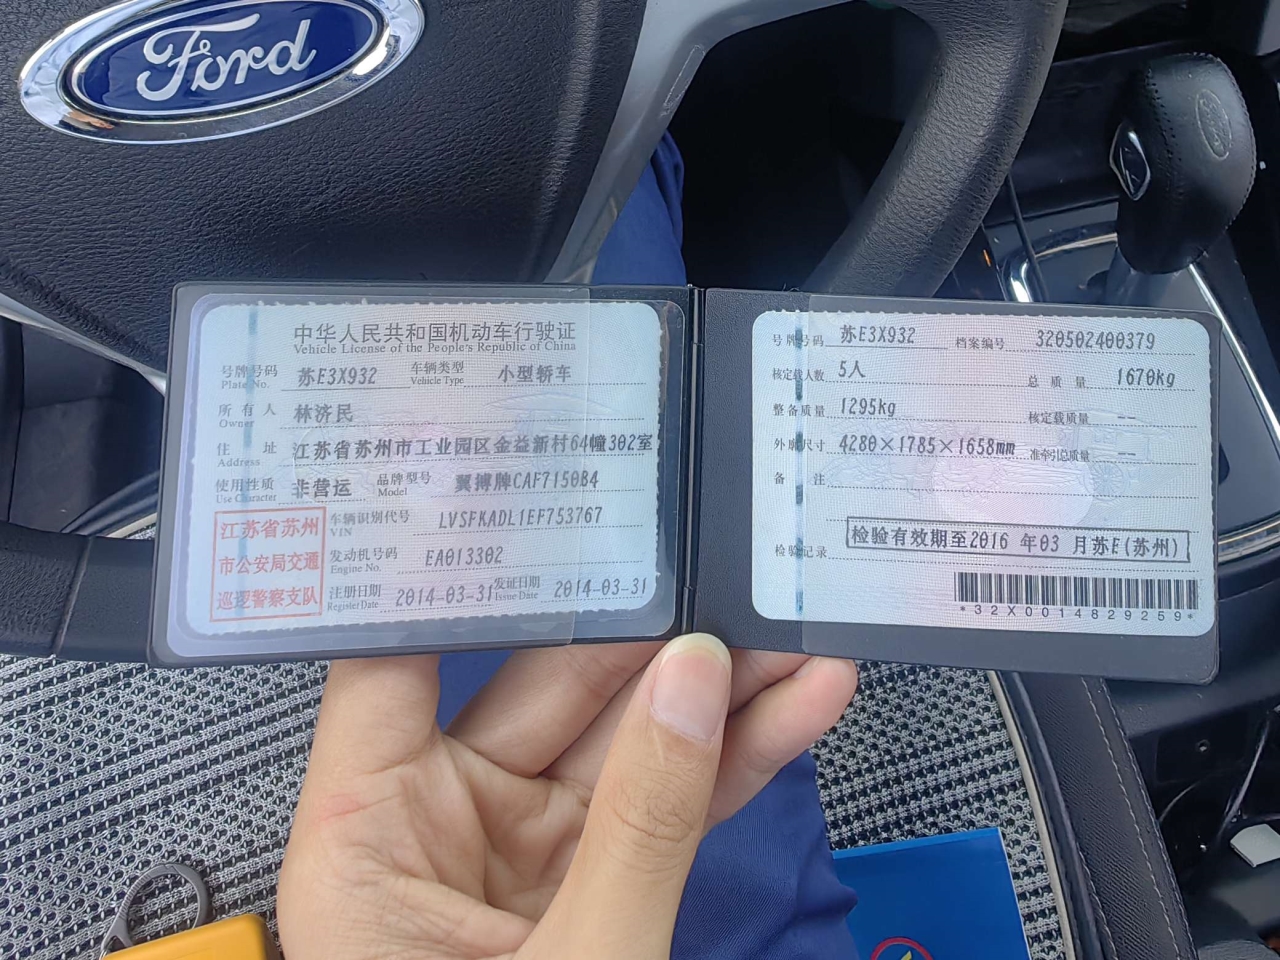 Ford
中华人民共和国机动车行驶证
Vehicle License of the People's Republic of China
号牌号码 苏E3X932 车辆类型 小型轿车
Plate No. Vehicle Type
所有人 林济民
Owner
住址 江苏省苏州市工业园区金益新村64幢302室
Address
使用性质 非营运 品牌型号 翼搏牌CAF7150B4
Use Character Model
江苏省苏州
市公安局交通
巡逻警察支队
车辆识别代号 LVSFKADL1EF753767
VIN
发动机号码 EA013302
Engine No.
注册日期 2014-03-31 发证日期 2014-03-31
Register Date Issue Date
号牌号码 苏E3X932 档案编号 320502400379
核定载人数 5人 总质量 1670kg
整备质量 1295kg 核定载质量 --
外廓尺寸 4280×1785×1658mm 准牵引总质量 --
备注
检验记录 检验有效期至2016年03月苏E(苏州)
*32X0014829259*